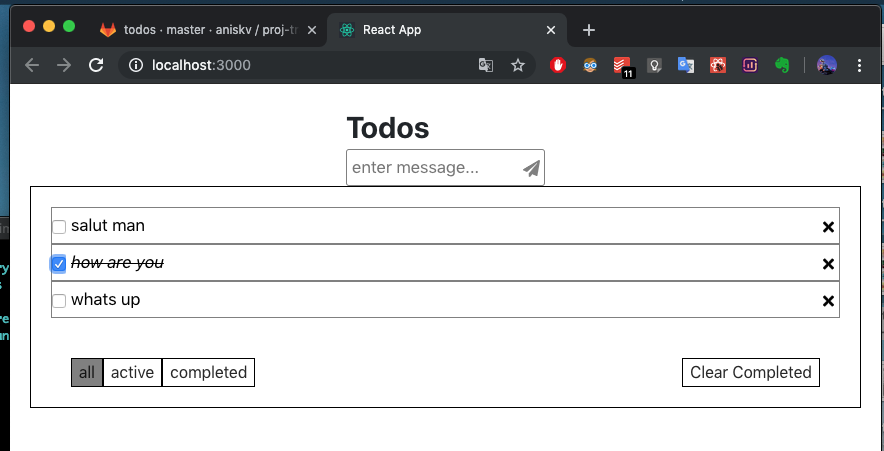 todos · master · aniskv / proj-tr
React App
localhost:3000
11
Todos
enter message...
salut man
how are you
whats up
all active completed
Clear Completed